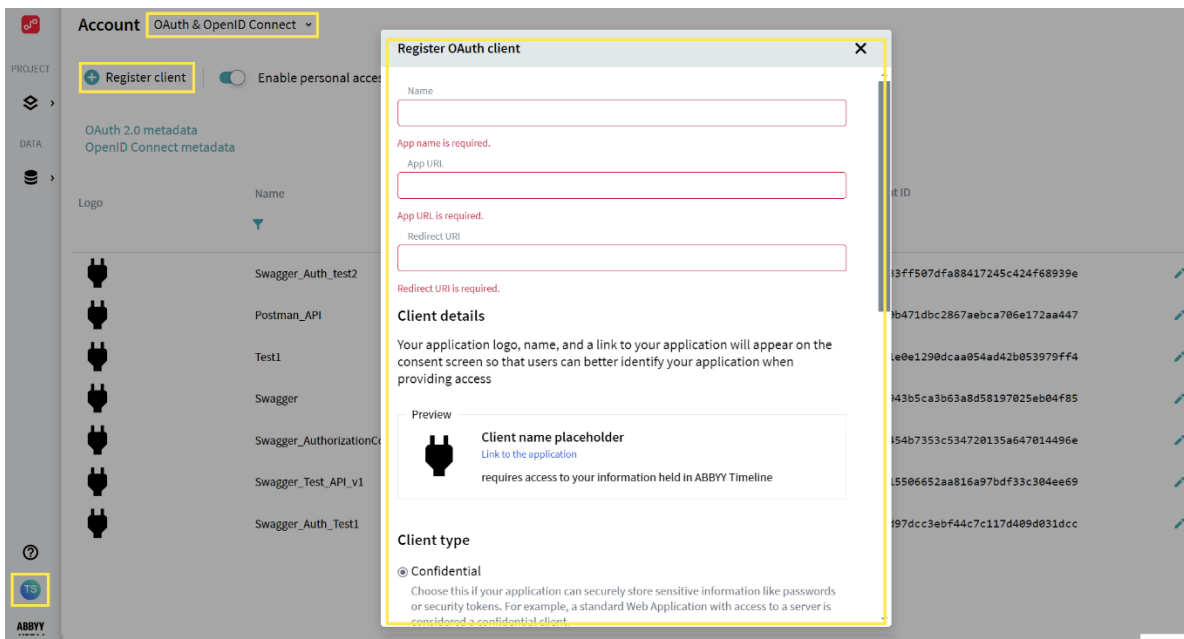 Account OAuth & OpenID Connect
Register OAuth client
PROJECT
Register client
Enable personal acces
Name
App name is required.
OAuth 2.0 metadata
OpenID Connect metadata
DATA
App URL
App URL is required.
Logo
Name
t ID
Redirect URI
Redirect URI is required.
Client details
Your application logo, name, and a link to your application will appear on the
consent screen so that users can better identify your application when
providing access
Preview
Client name placeholder
Link to the application
requires access to your information held in ABBYY Timeline
Client type
Confidential
Choose this if your application can securely store sensitive information like passwords
or security tokens. For example, a standard Web Application with access to a server is
considered a confidential client.
Swagger_Auth_test2
3ff507dfa88417245c424f68939e
Postman_API
b471dbc2867aebca706e172aa447
Test1
e0e1290dcaa054ad42b053979ff4
Swagger
43b5ca3b63a8d58197025eb04f85
Swagger_AuthorizationCo
454b7353c534720135a647014496e
Swagger_Test_API_v1
5506652aa816a97bdf33c304ee69
Swagger_Auth_Test1
97dcc3ebf44c7c117d409d031dcc
TS
ABBYY